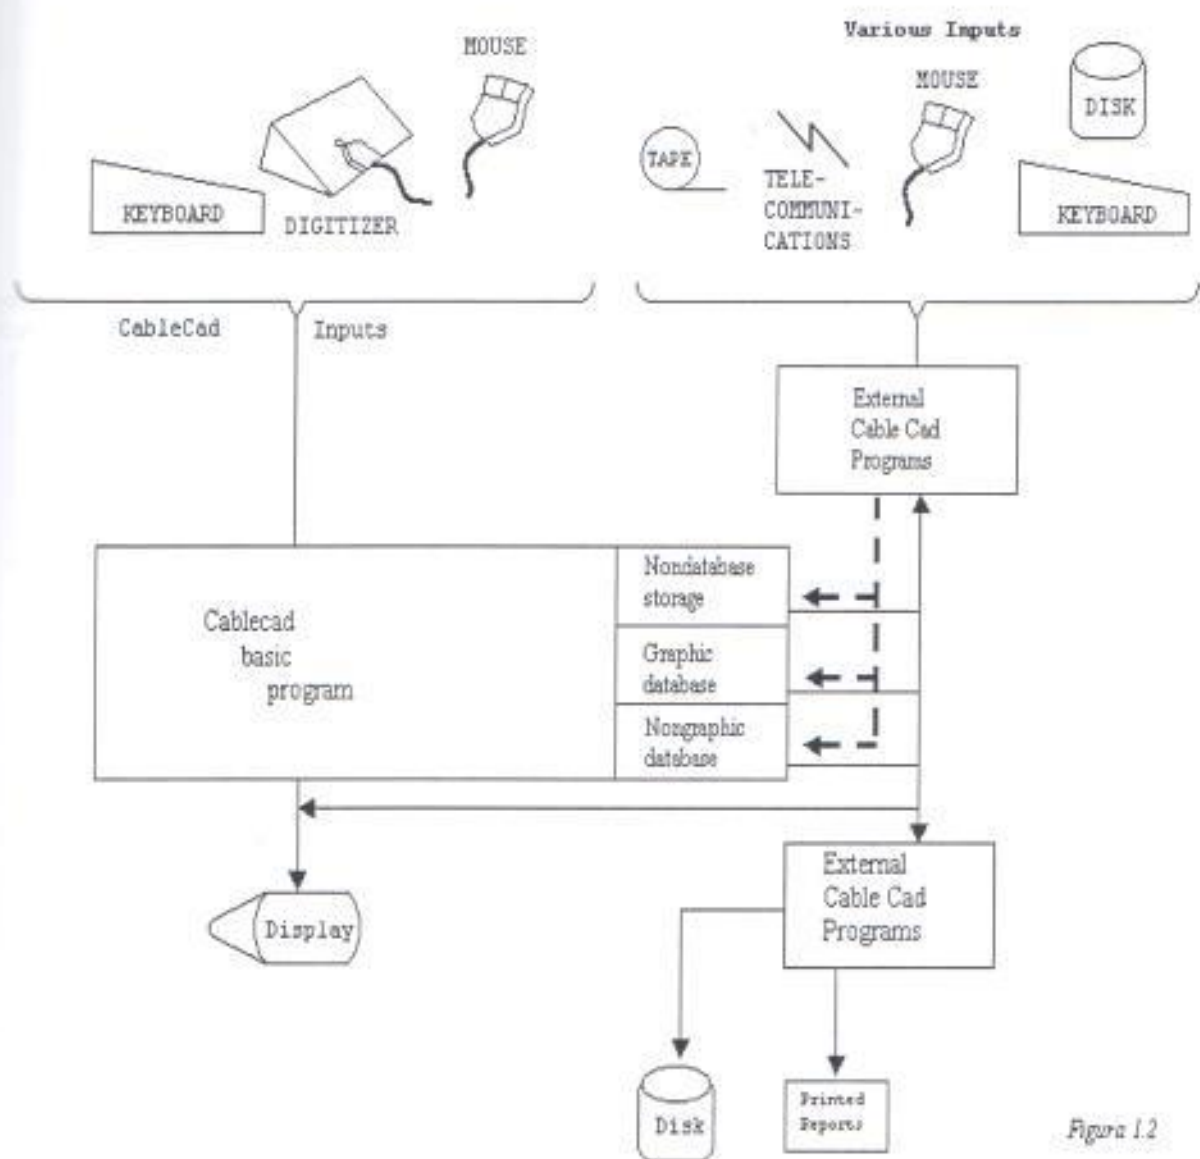 MOUSE
KEYBOARD
DIGITIZER
Various Inputs
MOUSE
DISK
TAPE
TELE-
COMMUNI-
CATIONS
KEYBOARD
CableCad Inputs
External
Cable Cad
Programs
Cablecad
basic
program
Nondatabase
storage
Graphic
database
Nongraphic
database
Display
External
Cable Cad
Programs
Disk
Printed
Reports
Figura 1.2